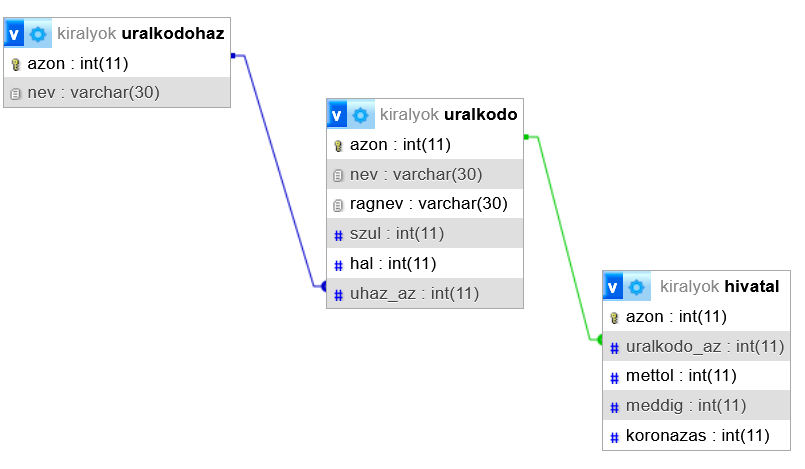 v kiralyok uralkodohaz
azon : int(11)
nev : varchar(30)
v kiralyok uralkodo
azon : int(11)
nev : varchar(30)
ragnev : varchar(30)
# szul : int(11)
# hal : int(11)
# uhaz_az : int(11)
v kiralyok hivatal
azon : int(11)
# uralkodo_az : int(11)
# mettol : int(11)
# meddig : int(11)
# koronazas : int(11)